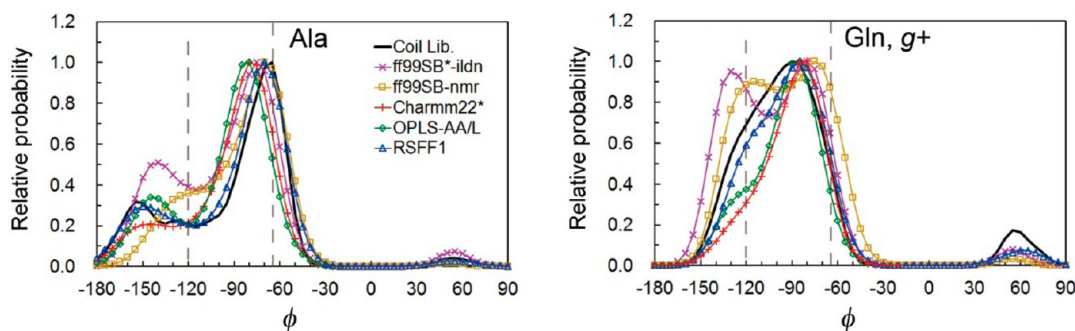 Relative probability
1.2
1.0
0.8
0.6
0.4
0.2
0.0
Ala
Coil Lib.
ff99SB*-ildn
ff99SB-nmr
Charmm22*
OPLS-AA/L
RSFF1
-180 -150 -120 -90 -60 -30 0 30 60 90
ϕ
Relative probability
1.2
1.0
0.8
0.6
0.4
0.2
0.0
Gln, g+
-180 -150 -120 -90 -60 -30 0 30 60 90
ϕ